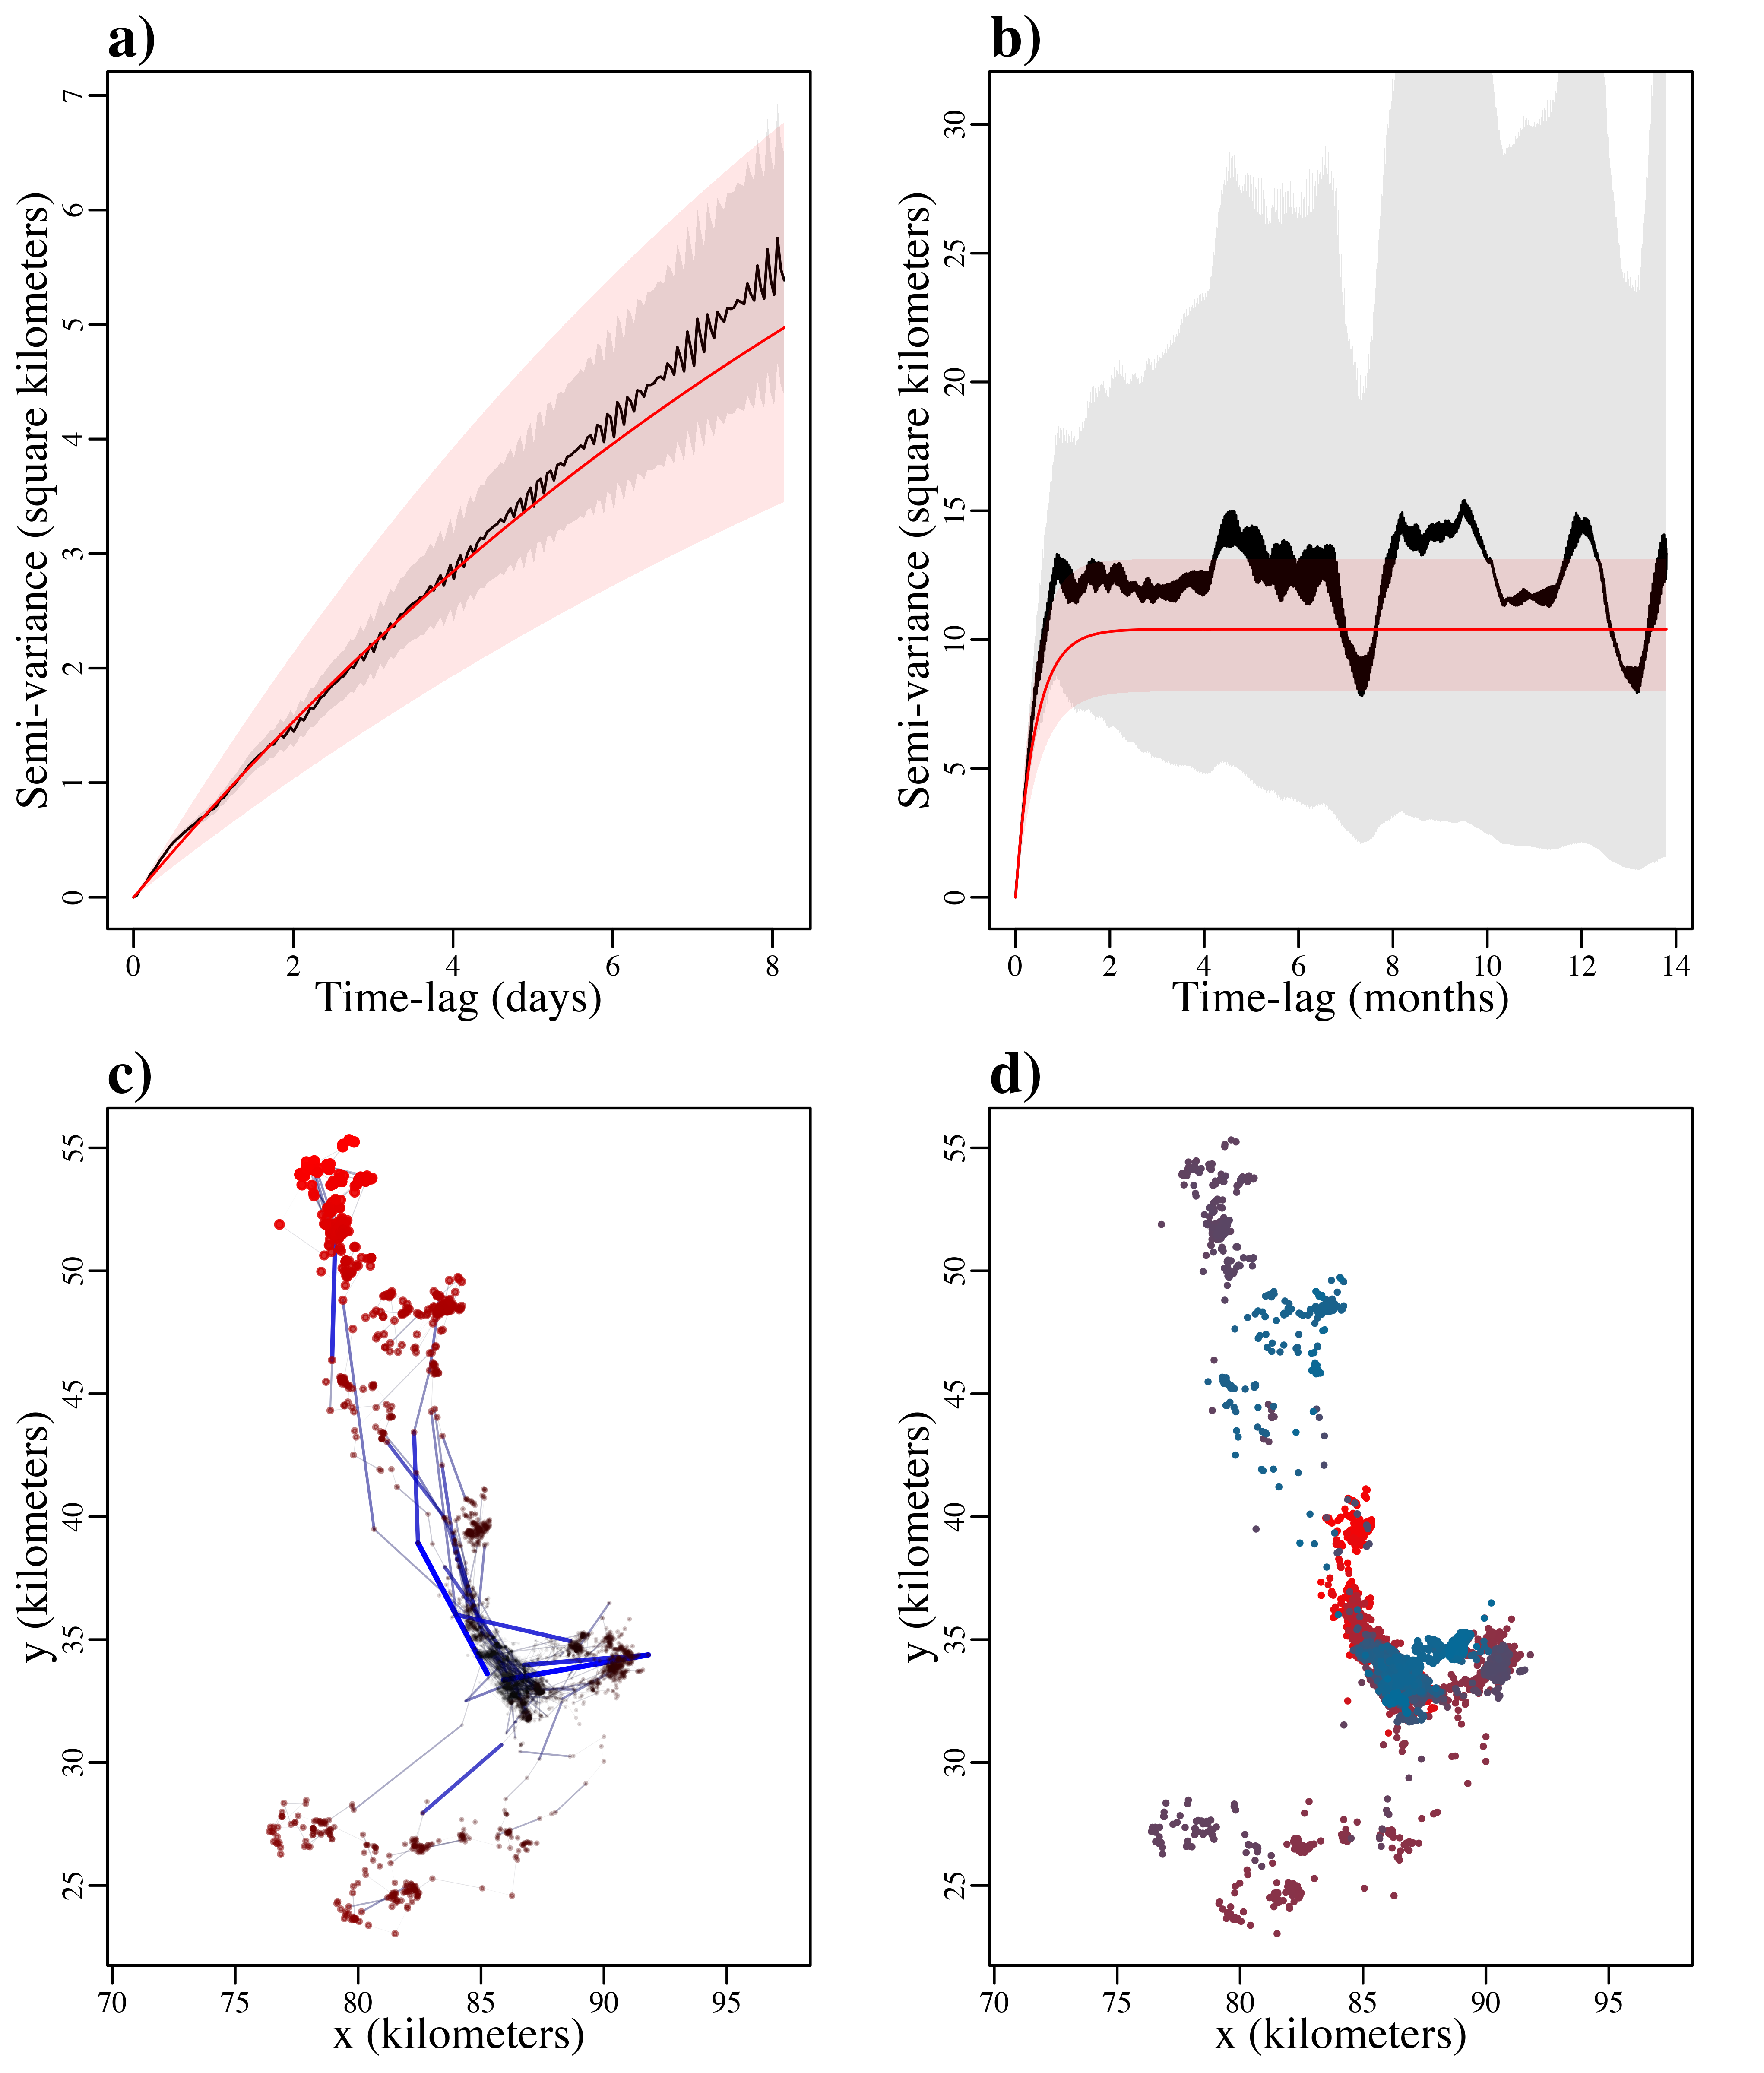 a)
Semi-variance (square kilometers)
0 1 2 3 4 5 6 7
0 2 4 6 8
Time-lag (days)
b)
Semi-variance (square kilometers)
0 5 10 15 20 25 30
0 2 4 6 8 10 12 14
Time-lag (months)
c)
y (kilometers)
25 30 35 40 45 50 55
70 75 80 85 90 95
x (kilometers)
d)
y (kilometers)
25 30 35 40 45 50 55
70 75 80 85 90 95
x (kilometers)